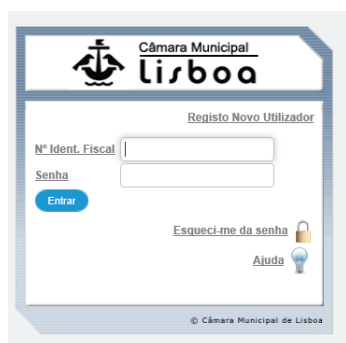 Câmara Municipal
Lisboa
Registo Novo Utilizador
Nº Ident. Fiscal
Senha
Entrar
Esqueci-me da senha
Ajuda
© Câmara Municipal de Lisboa